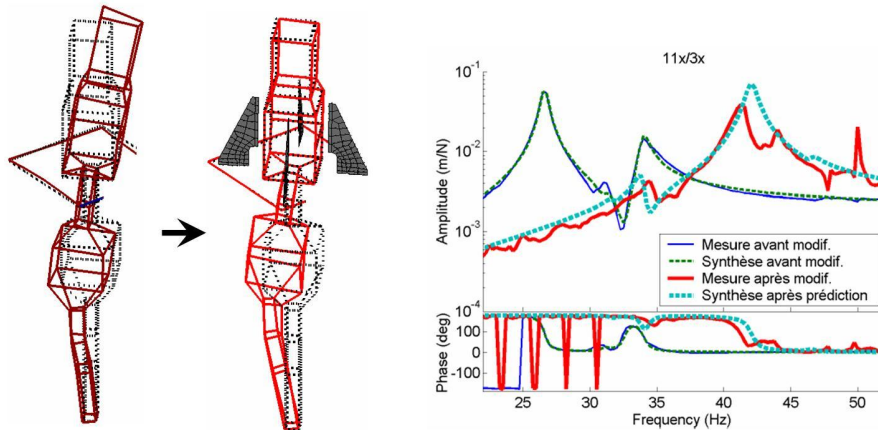 11x/3x
Amplitude (m/N)
10⁻¹
10⁻²
10⁻³
10⁻⁴
Mesure avant modif.
Synthèse avant modif.
Mesure après modif.
Synthèse après prédiction
Phase (deg)
100
0
-100
25 30 35 40 45 50
Frequency (Hz)